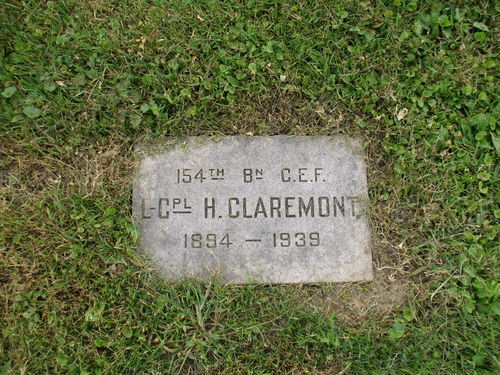 154TH BN C.E.F.
L-CPL H. CLAREMONT
1894 — 1939